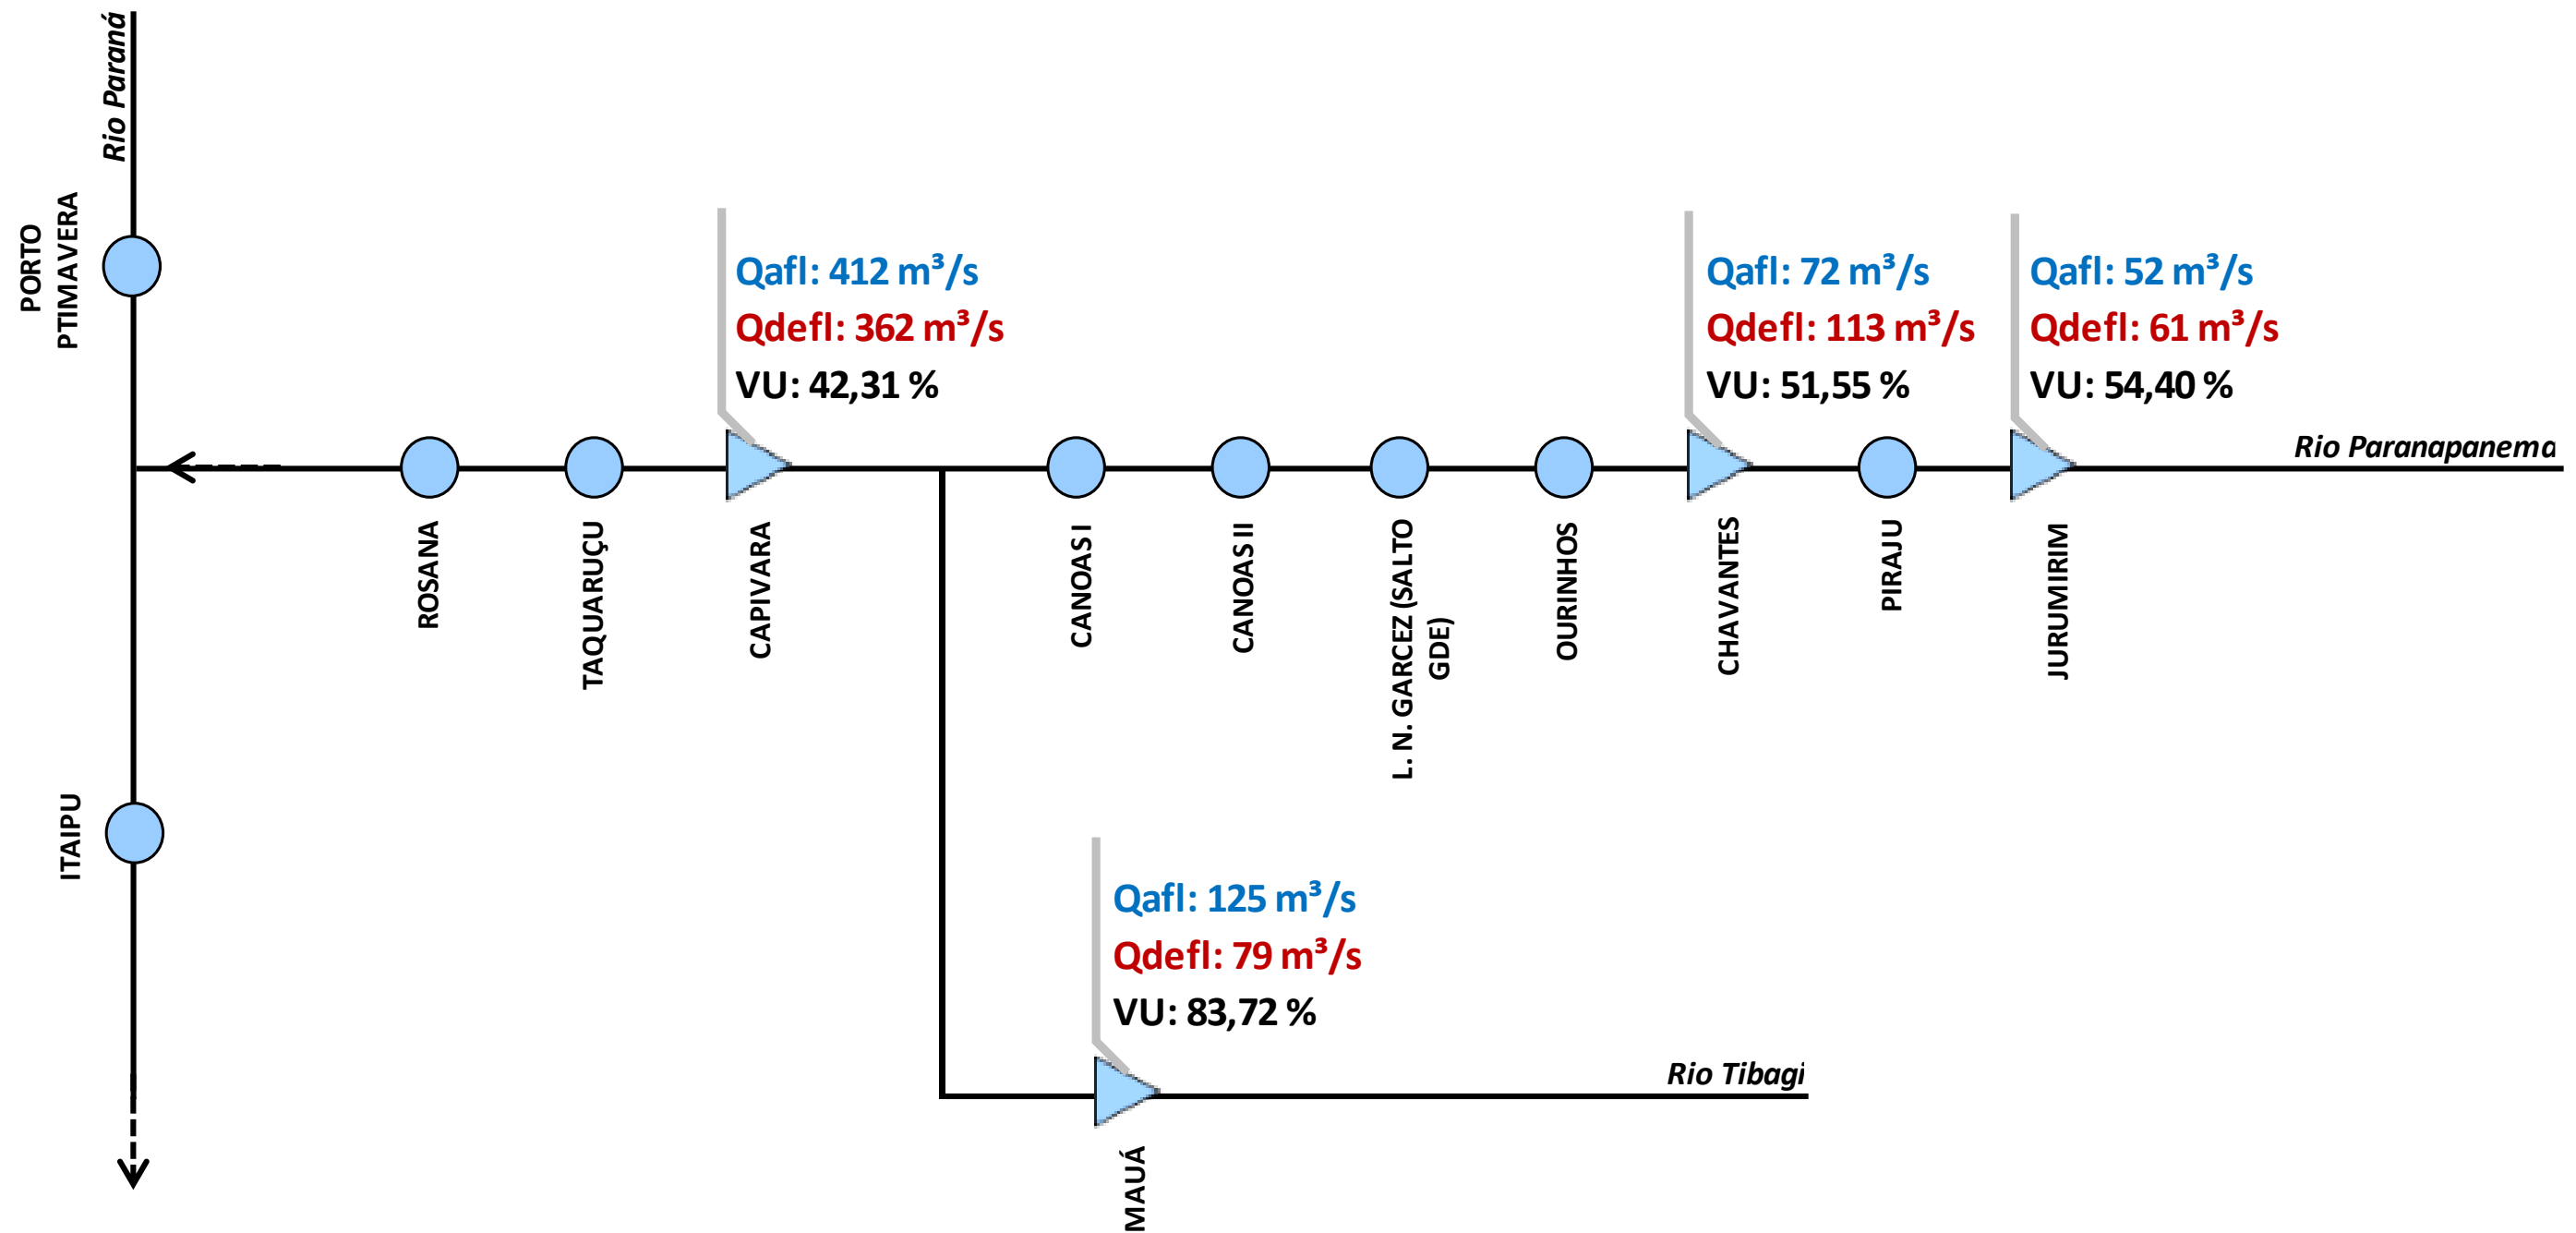 Rio Paraná
PORTO
PTIMAVERA
Qafl: 412 m³/s
Qdefl: 362 m³/s
VU: 42,31 %
Qafl: 72 m³/s
Qdefl: 113 m³/s
VU: 51,55 %
Qafl: 52 m³/s
Qdefl: 61 m³/s
VU: 54,40 %
Rio Paranapanema
ROSANA
TAQUARUÇU
CAPIVARA
CANOAS I
CANOAS II
L. N. GARCEZ (SALTO
GDE)
OURINHOS
CHAVANTES
PIRAJU
JURUMIRIM
ITAIPU
Qafl: 125 m³/s
Qdefl: 79 m³/s
VU: 83,72 %
Rio Tibagi
MAUÁ